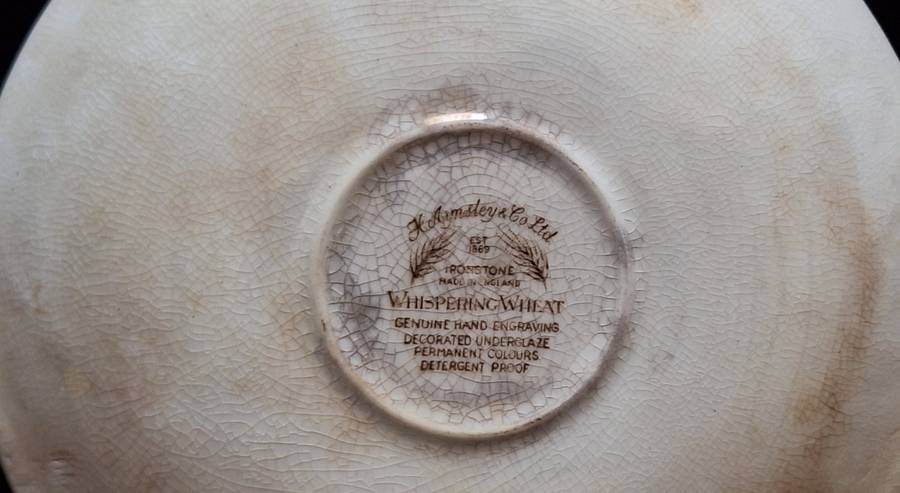 H. Aynsley & Co Ltd
EST
1869
IRONSTONE
MADE IN ENGLAND
WHISPERING WHEAT
GENUINE HAND ENGRAVING
DECORATED UNDERGLAZE
PERMANENT COLOURS
DETERGENT PROOF